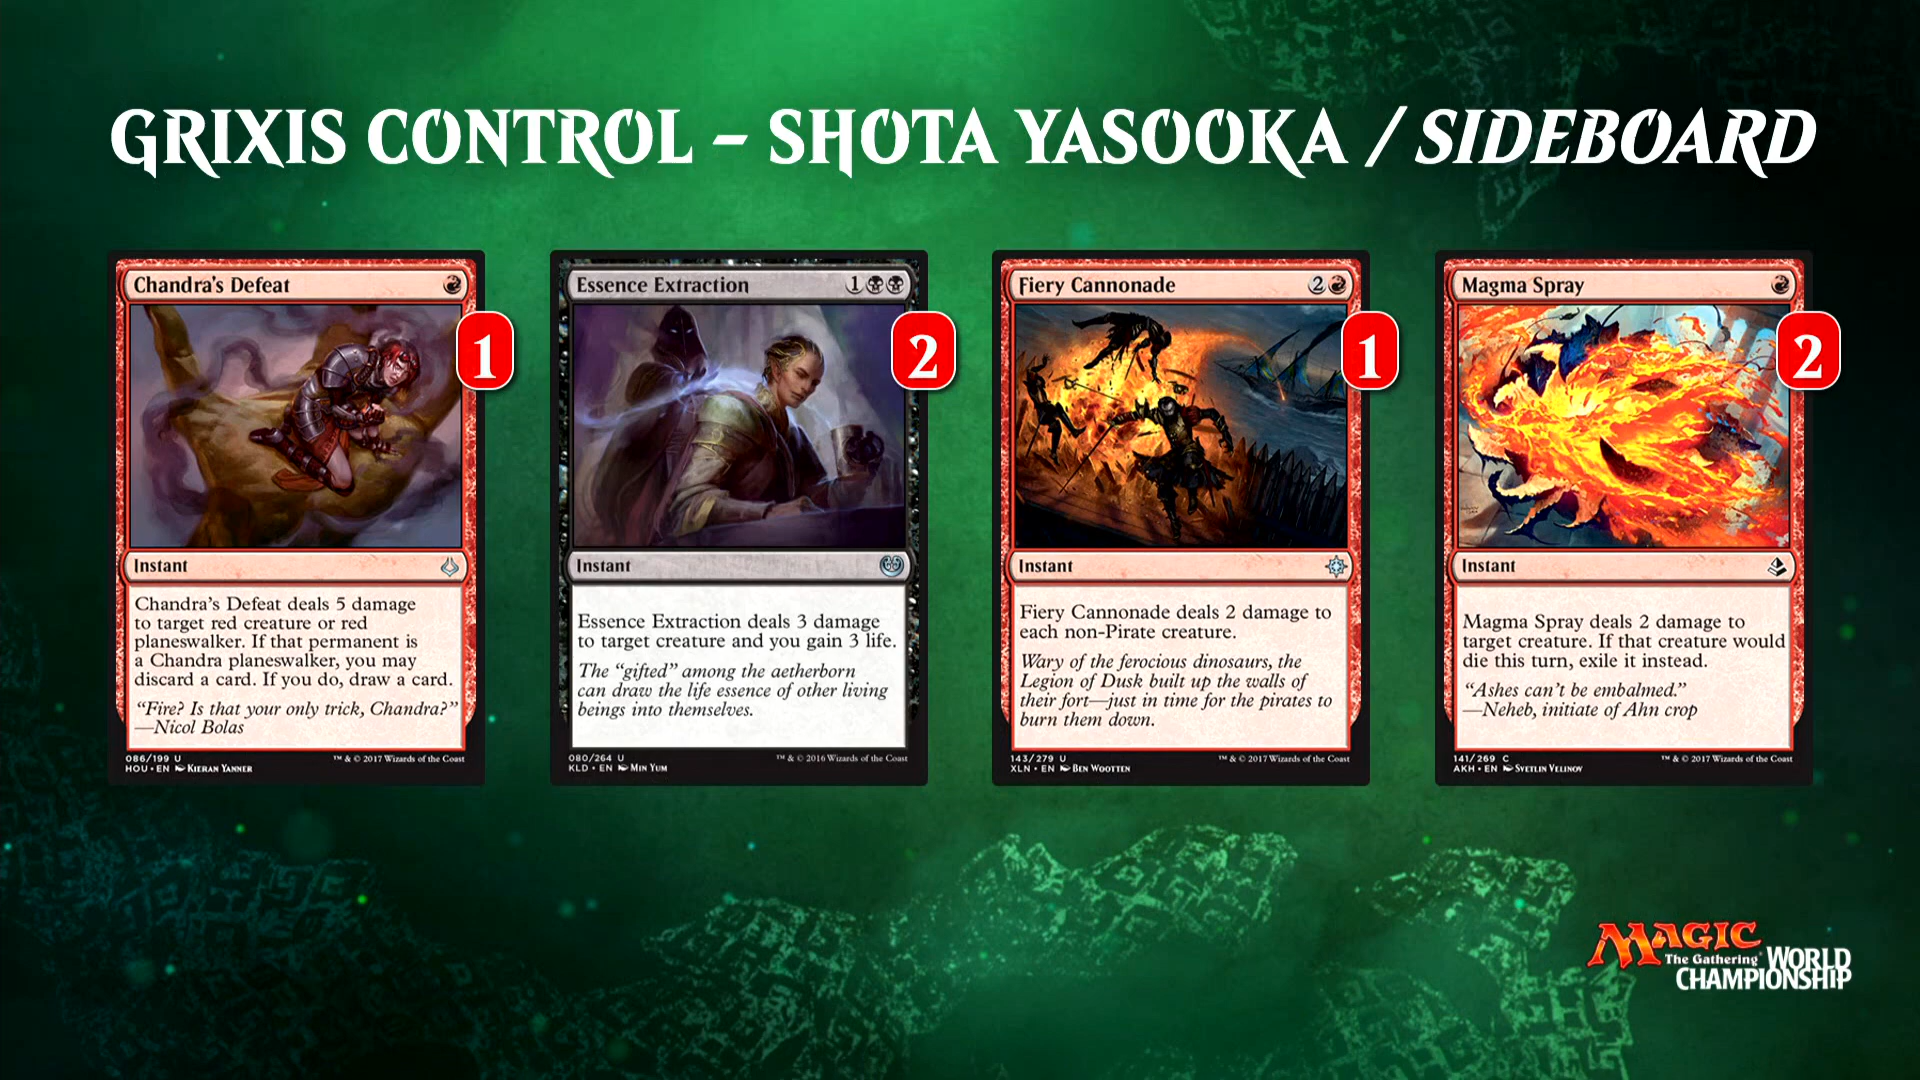 GRIXIS CONTROL – SHOTA YASOOKA / SIDEBOARD
Chandra's Defeat
1
Instant
Chandra's Defeat deals 5 damage
to target red creature or red
planeswalker. If that permanent is
a Chandra planeswalker, you may
discard a card. If you do, draw a card.
"Fire? Is that your only trick, Chandra?"
—Nicol Bolas
086/199 U
HOU • EN KIERAN YANNER
™ & © 2017 Wizards of the Coast
Essence Extraction 1
2
Instant
Essence Extraction deals 3 damage
to target creature and you gain 3 life.
The "gifted" among the aetherborn
can draw the life essence of other living
beings into themselves.
080/264 U
KLD • EN MIN YUM
™ & © 2016 Wizards of the Coast
Fiery Cannonade 2
1
Instant
Fiery Cannonade deals 2 damage to
each non-Pirate creature.
Wary of the ferocious dinosaurs, the
Legion of Dusk built up the walls of
their fort—just in time for the pirates to
burn them down.
143/279 U
XLN • EN BEN WOOTTEN
™ & © 2017 Wizards of the Coast
Magma Spray
2
Instant
Magma Spray deals 2 damage to
target creature. If that creature would
die this turn, exile it instead.
"Ashes can't be embalmed."
—Neheb, initiate of Ahn crop
141/269 C
AKH • EN SVETLIN VELINOV
™ & © 2017 Wizards of the Coast
MAGIC
The Gathering®
WORLD
CHAMPIONSHIP